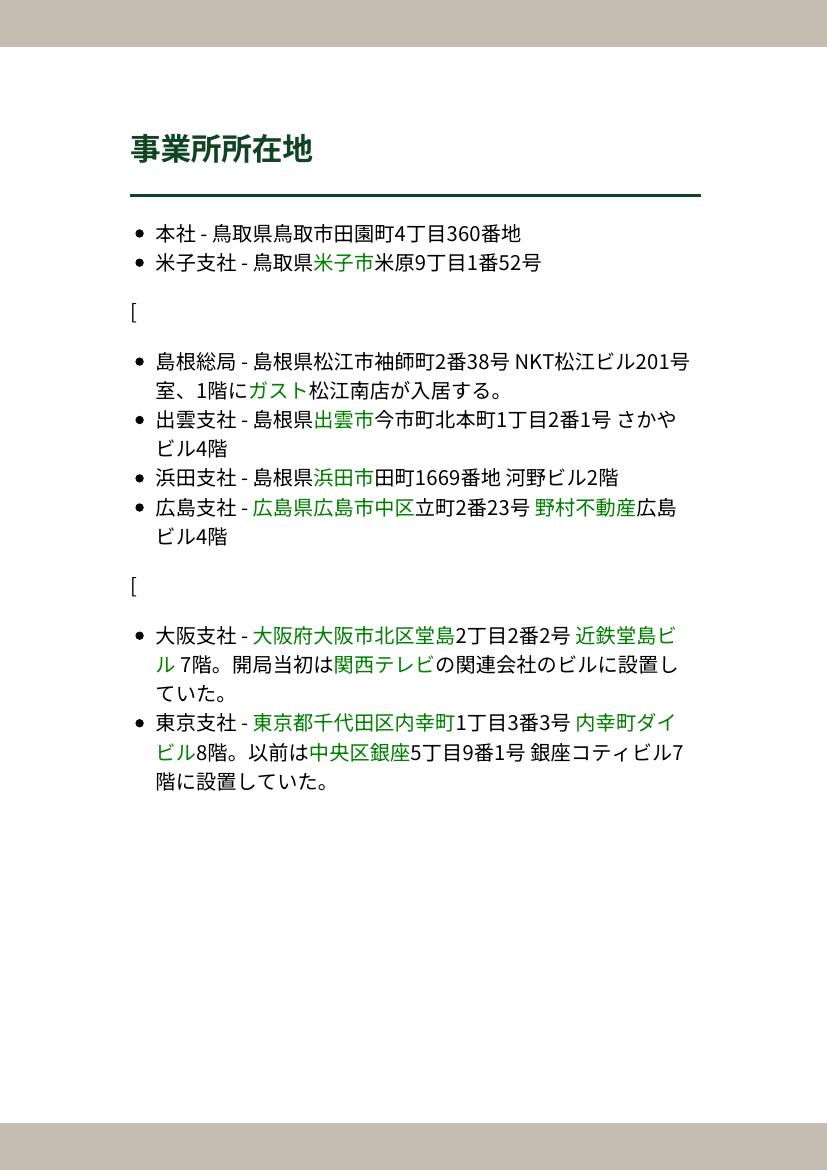 事業所所在地
本社 - 鳥取県鳥取市田園町4丁目360番地
米子支社 - 鳥取県米子市米原9丁目1番52号
[
島根総局 - 島根県松江市袖師町2番38号 NKT松江ビル201号
室、1階にガスト松江南店が入居する。
出雲支社 - 島根県出雲市今市町北本町1丁目2番1号 さかや
ビル4階
浜田支社 - 島根県浜田市田町1669番地 河野ビル2階
広島支社 - 広島県広島市中区立町2番23号 野村不動産広島
ビル4階
[
大阪支社 - 大阪府大阪市北区堂島2丁目2番2号 近鉄堂島ビ
ル 7階。開局当初は関西テレビの関連会社のビルに設置し
ていた。
東京支社 - 東京都千代田区内幸町1丁目3番3号 内幸町ダイ
ビル8階。以前は中央区銀座5丁目9番1号 銀座コティビル7
階に設置していた。